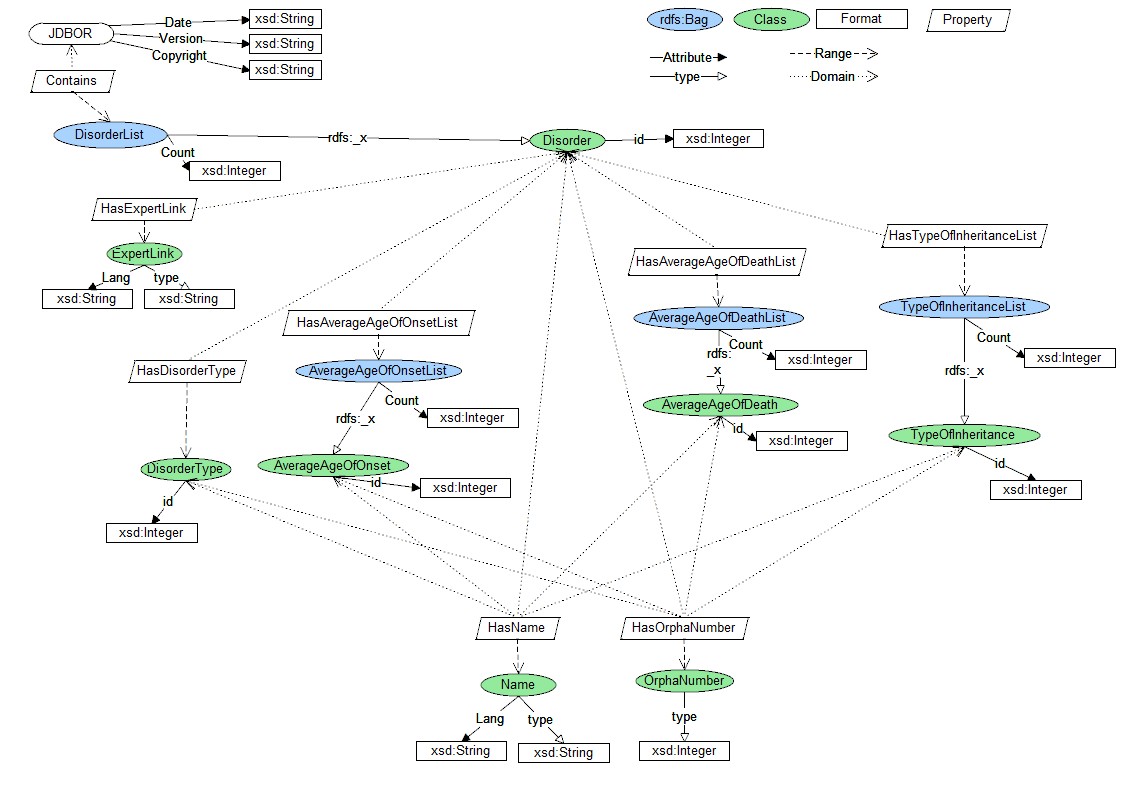 JDBOR
Date
xsd:String
Version
xsd:String
Copyright
xsd:String
rdfs:Bag
Class
Format
Property
Attribute
Range
type
Domain
Contains
DisorderList
rdfs:_x
Disorder
id
xsd:Integer
Count
xsd:Integer
HasExpertLink
ExpertLink
Lang
type
xsd:String
xsd:String
HasTypeOfInheritanceList
HasAverageAgeOfDeathList
TypeOfInheritanceList
AverageAgeOfDeathList
HasAverageAgeOfOnsetList
Count
xsd:Integer
rdfs:
_x
Count
xsd:Integer
rdfs:_x
HasDisorderType
AverageAgeOfOnsetList
Count
xsd:Integer
rdfs:_x
AverageAgeOfDeath
id
xsd:Integer
TypeOfInheritance
id
xsd:Integer
DisorderType
id
xsd:Integer
AverageAgeOfOnset
id
xsd:Integer
HasName
HasOrphaNumber
Name
OrphaNumber
Lang
type
type
xsd:String
xsd:String
xsd:Integer